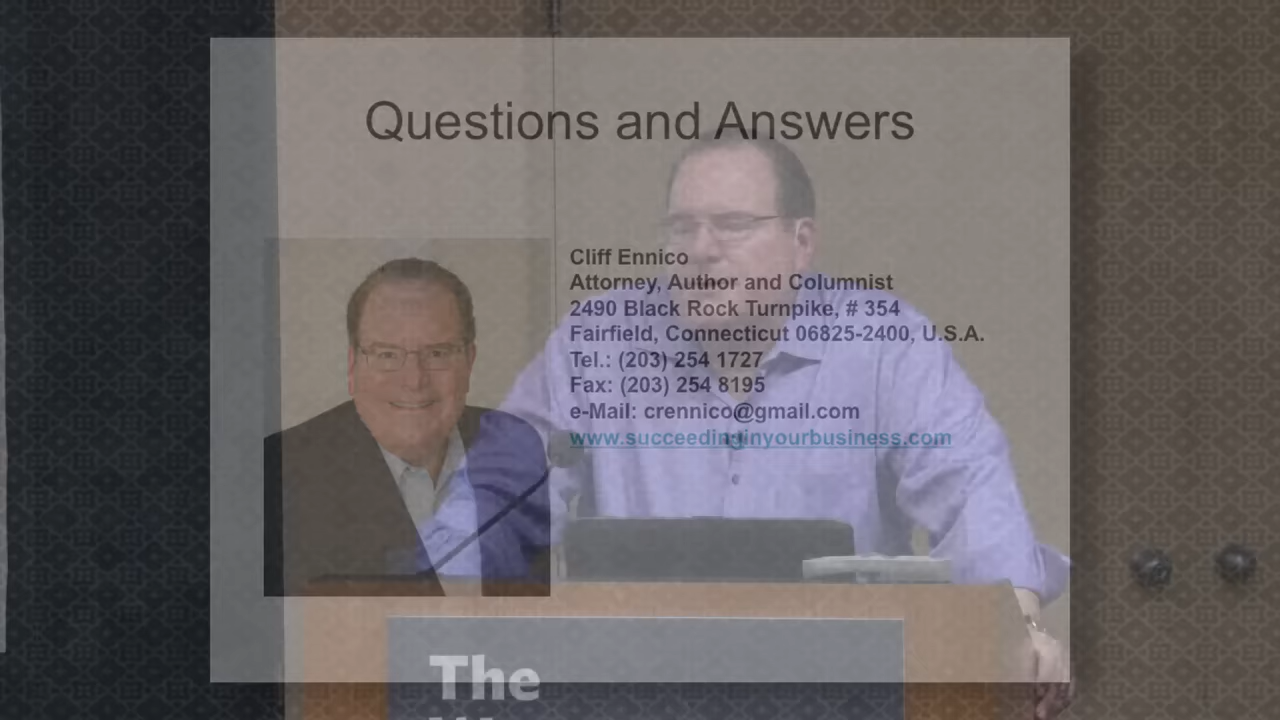 Questions and Answers
Cliff Ennico
Attorney, Author and Columnist
2490 Black Rock Turnpike, # 354
Fairfield, Connecticut 06825-2400, U.S.A.
Tel.: (203) 254 1727
Fax: (203) 254 8195
e-Mail: crennico@gmail.com
www.succeedinginyourbusiness.com
The